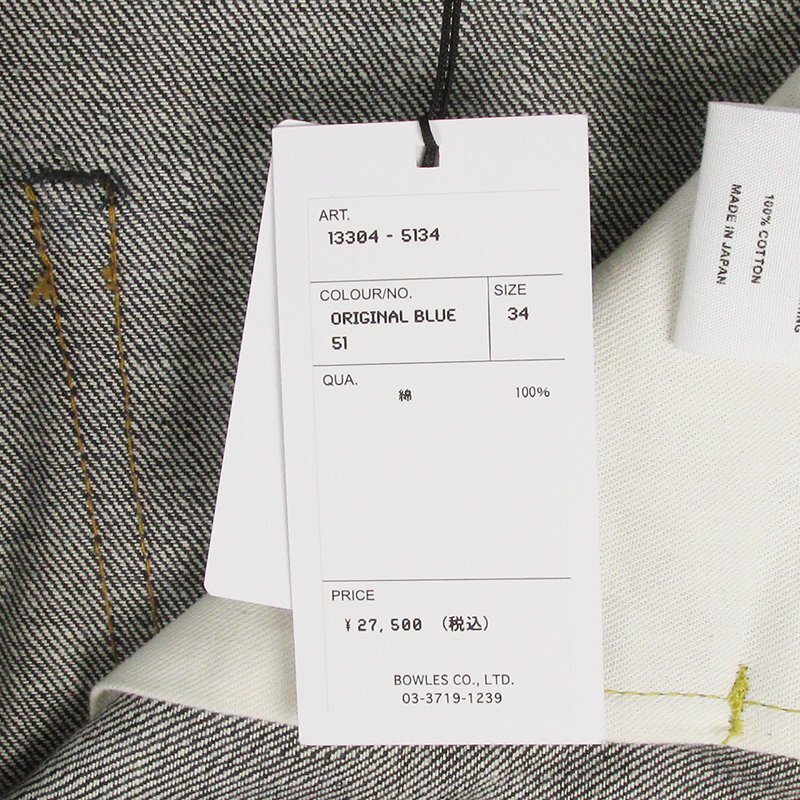 ART.
13304 - 5134
COLOUR/NO.
ORIGINAL BLUE
51
SIZE
34
QUA.
綿 100%
PRICE
¥27,500 (税込)
BOWLES CO., LTD.
03-3719-1239
100% COTTON
MADE IN JAPAN